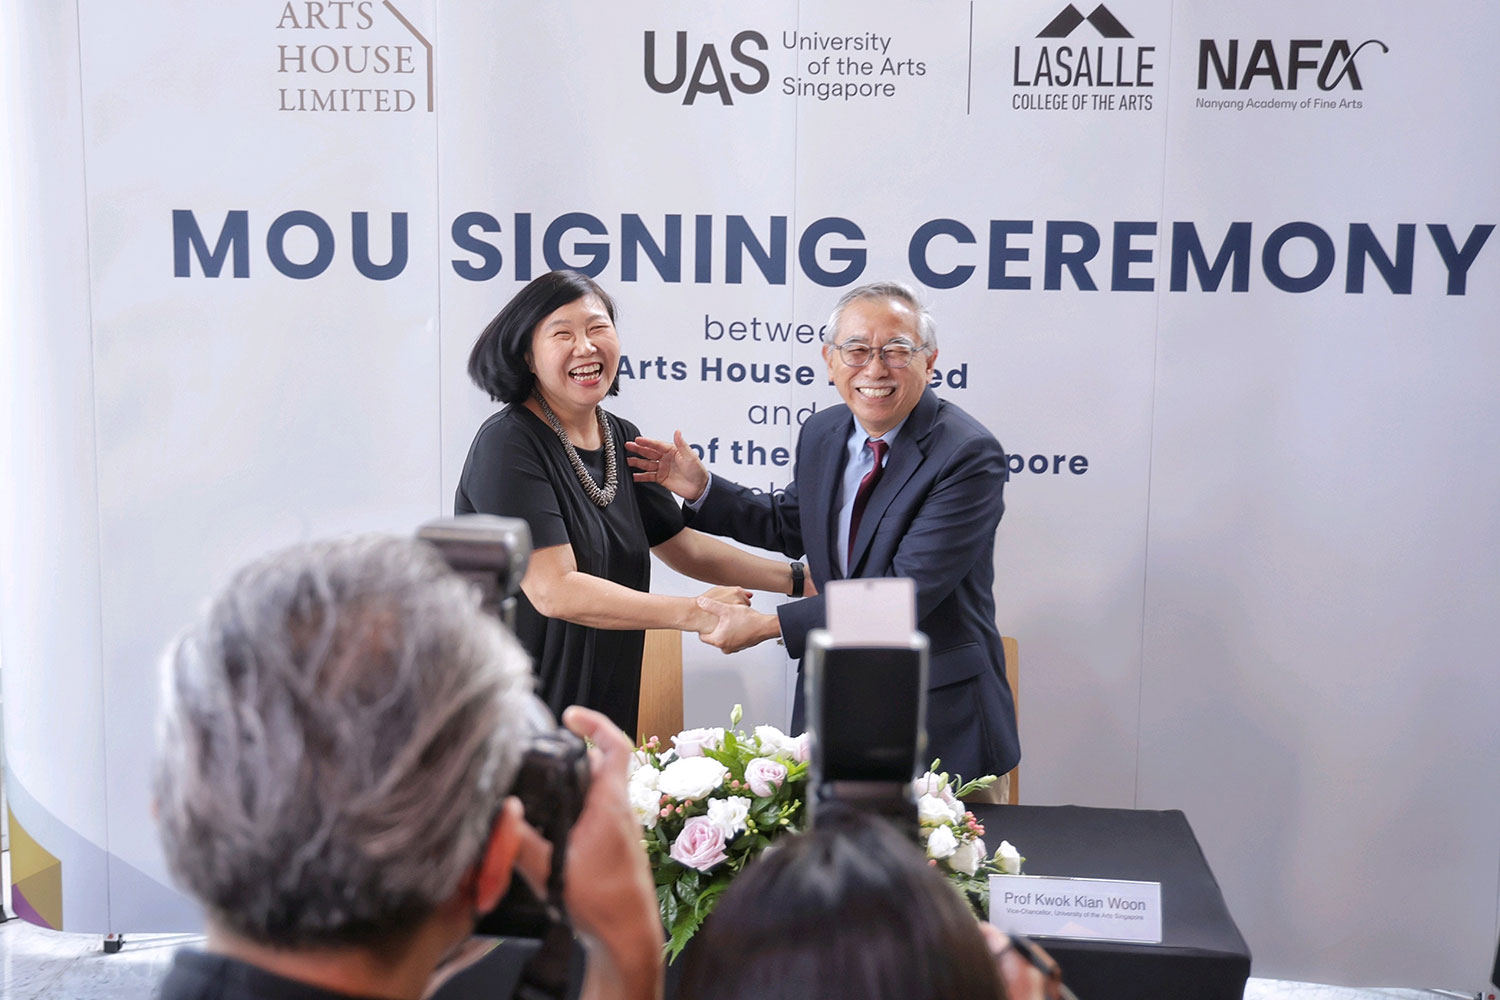 ARTS
HOUSE
LIMITED
UAS University
of the Arts
Singapore
LASALLE
COLLEGE OF THE ARTS
NAFA
Nanyang Academy of Fine Arts
MOU SIGNING CEREMONY
betwee
Arts House ed
and
of the pore
Prof Kwok Kian Woon
Vice-Chancellor, University of the Arts Singapore